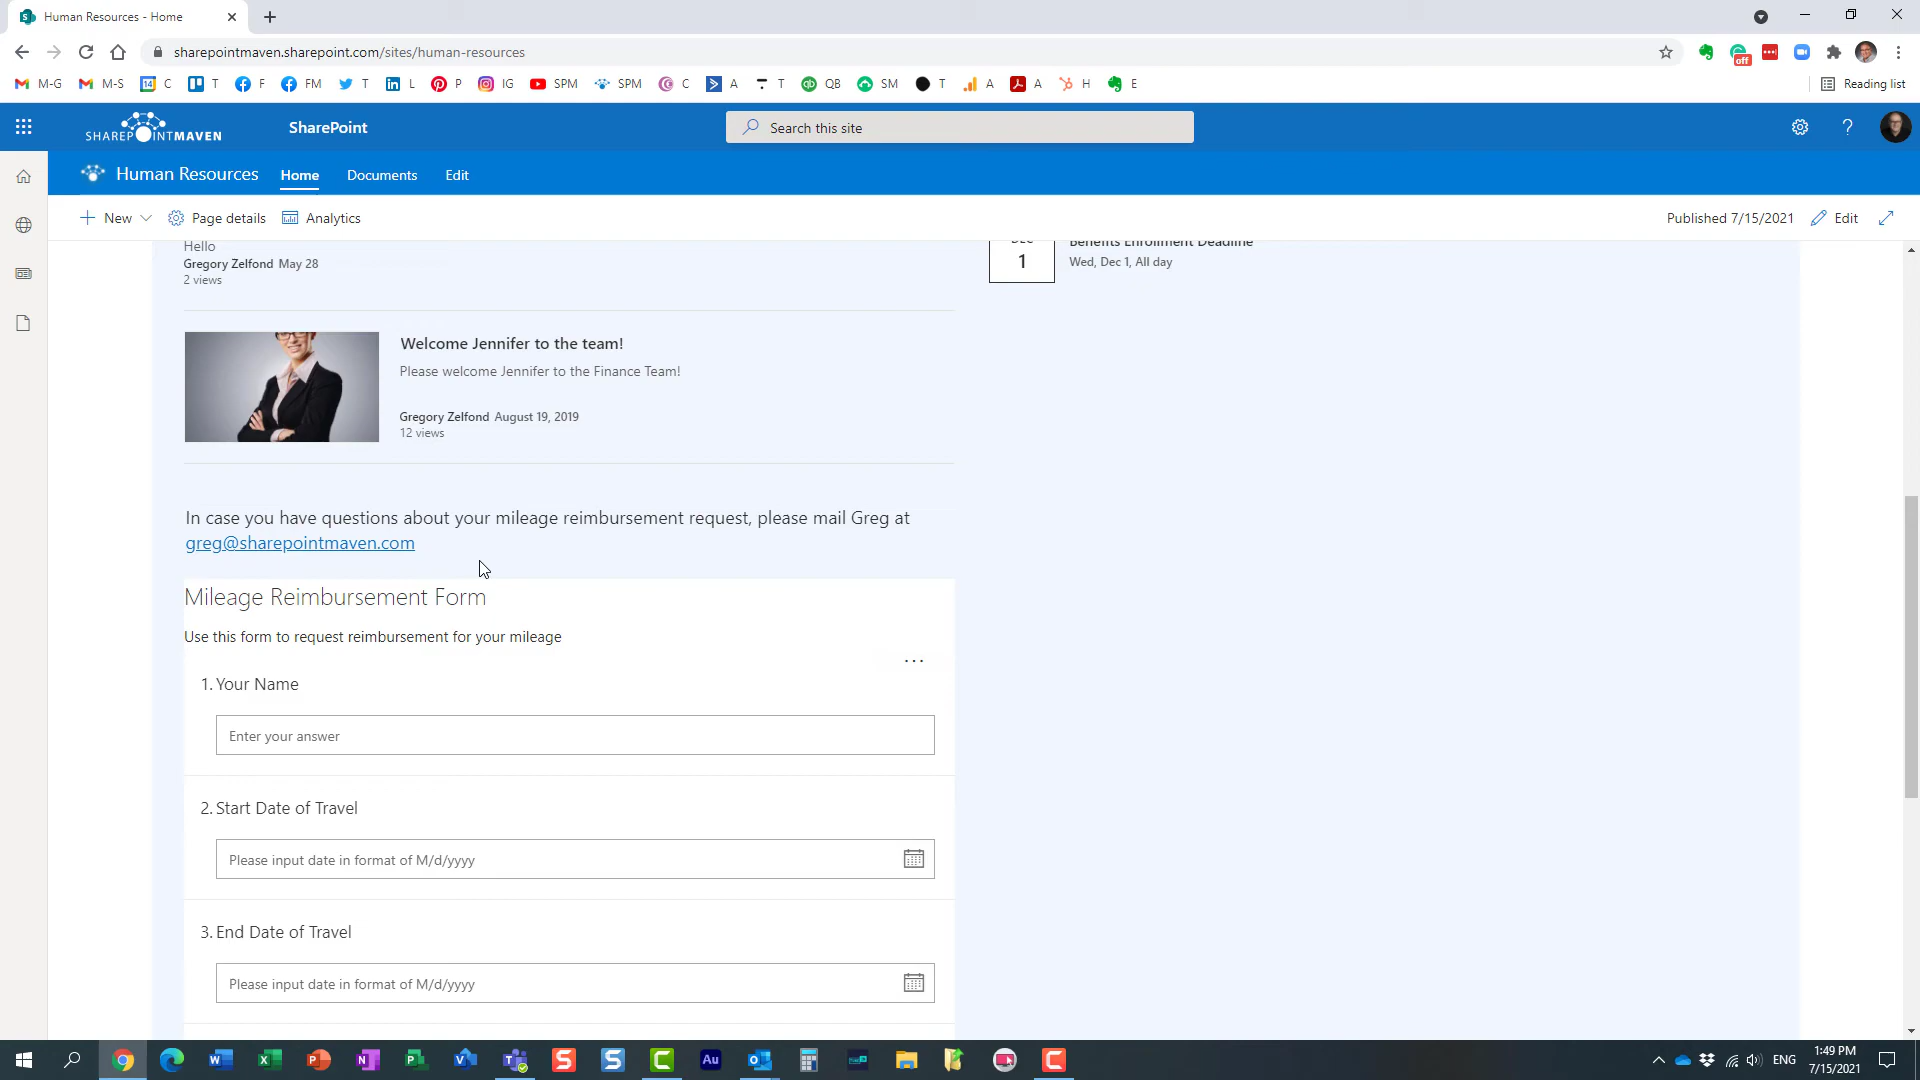 Human Resources - Home
sharepointmaven.sharepoint.com/sites/human-resources
M-G M-S C T F FM T L P IG SPM SPM C A T QB SM T A A H E Reading list
off
14
SHAREPOINTMAVEN SharePoint Search this site
Human Resources Home Documents Edit
New Page details Analytics Published 7/15/2021 Edit
Hello
Gregory Zelfond May 28
2 views
DEC
1
Benefits Enrollment Deadline
Wed, Dec 1, All day
Welcome Jennifer to the team!
Please welcome Jennifer to the Finance Team!
Gregory Zelfond August 19, 2019
12 views
In case you have questions about your mileage reimbursement request, please mail Greg at
greg@sharepointmaven.com
Mileage Reimbursement Form
Use this form to request reimbursement for your mileage
...
1. Your Name
Enter your answer
2. Start Date of Travel
Please input date in format of M/d/yyyy
3. End Date of Travel
Please input date in format of M/d/yyyy
Au
ENG
1:49 PM
7/15/2021